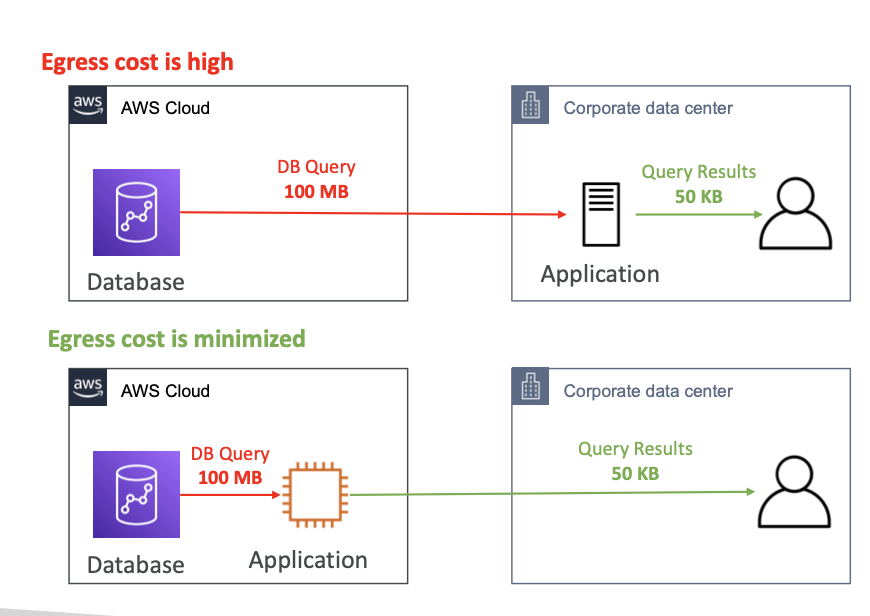 Egress cost is high
aws
AWS Cloud
Corporate data center
DB Query
100 MB
Query Results
50 KB
Database
Application
Egress cost is minimized
aws
AWS Cloud
Corporate data center
DB Query
100 MB
Query Results
50 KB
Database
Application